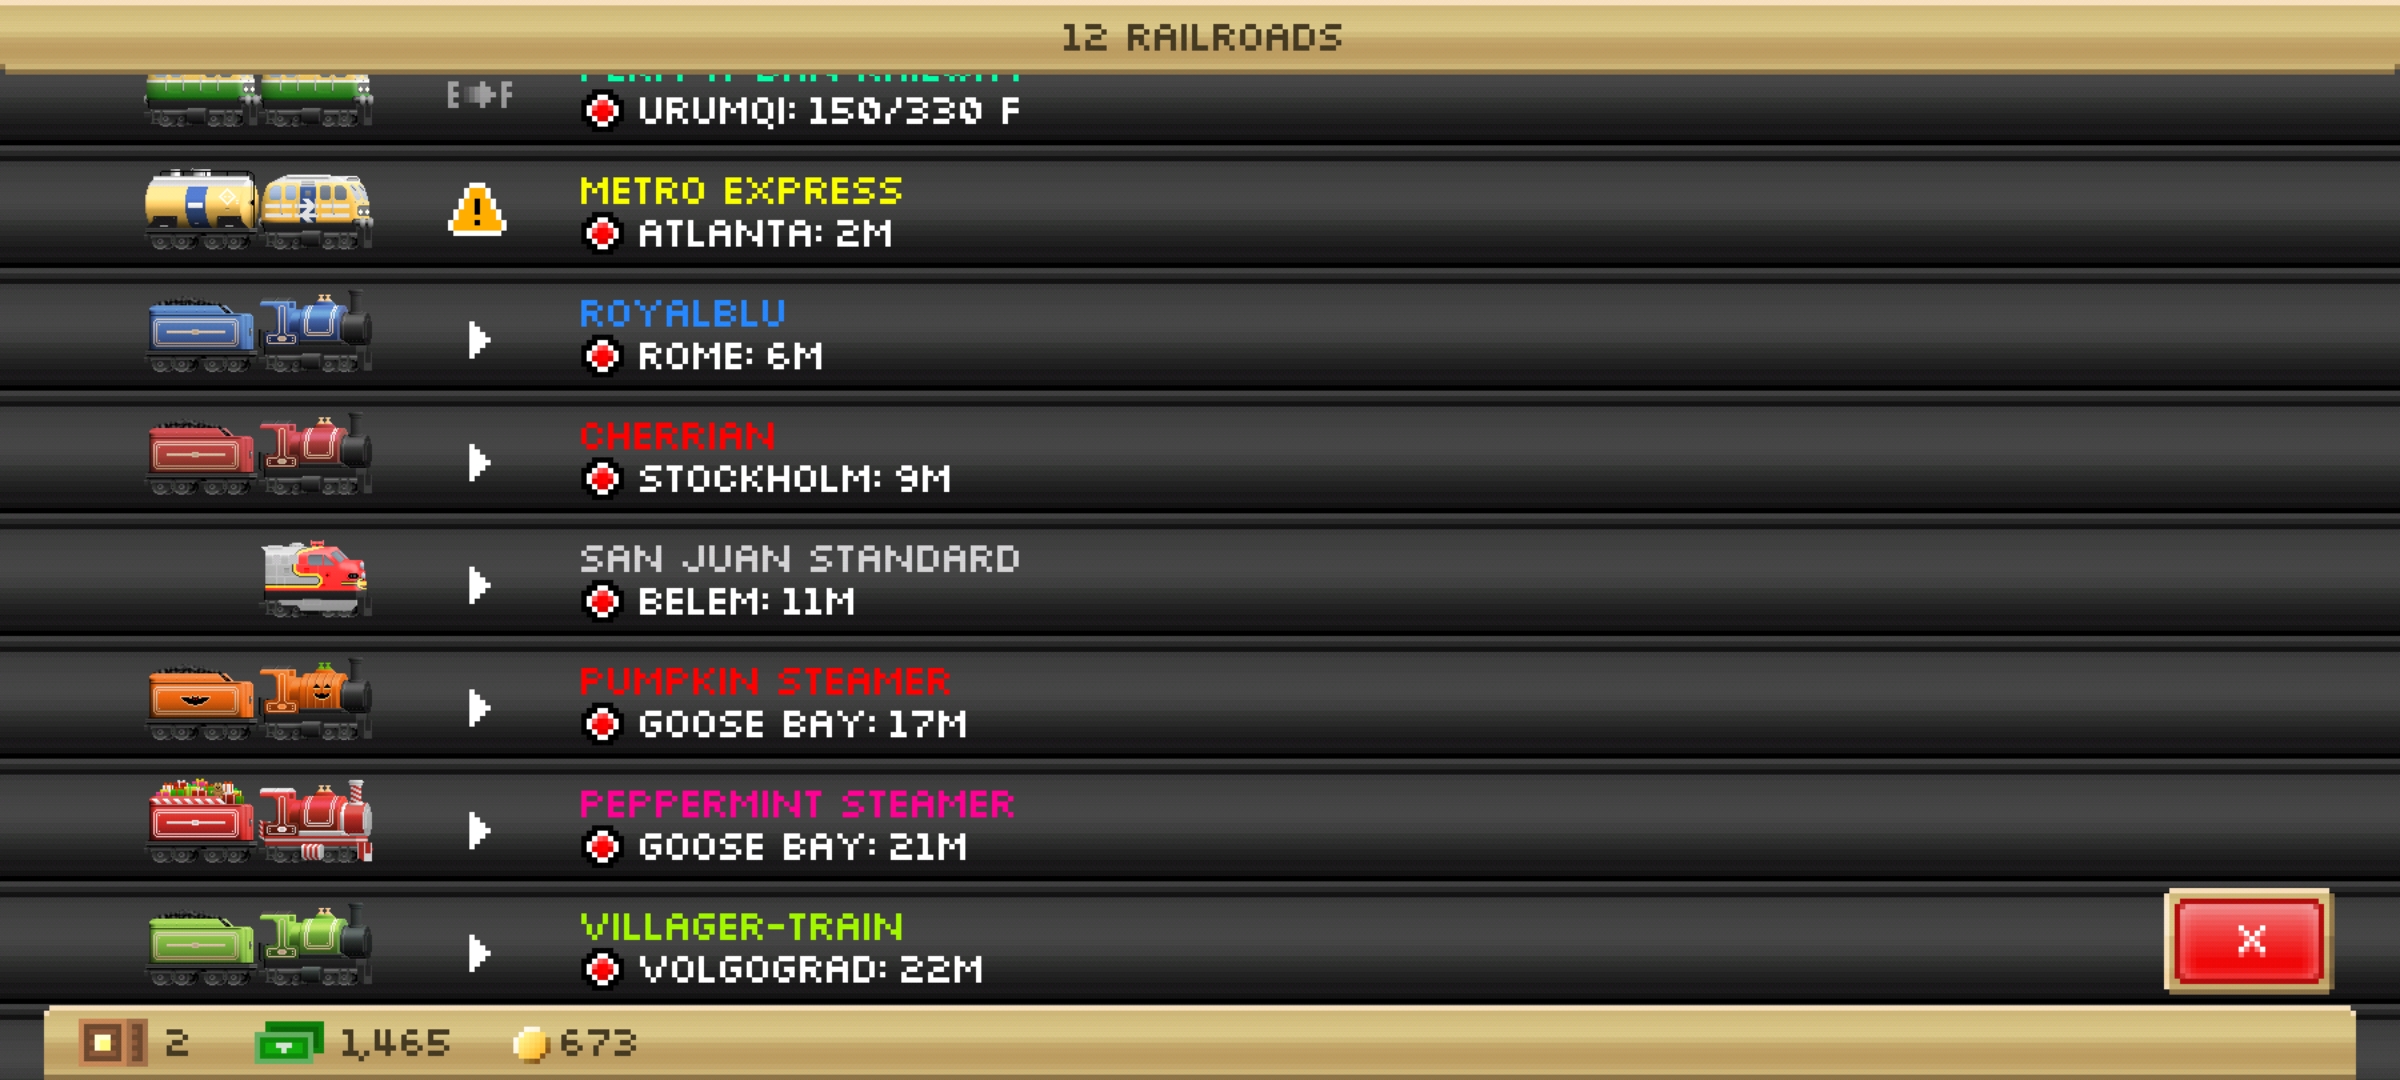 12 RAILROADS
E F
URUMQI: 150/330 F
METRO EXPRESS
ATLANTA: 2M
ROYALBLU
ROME: 6M
CHERRIAN
STOCKHOLM: 9M
SAN JUAN STANDARD
BELEM: 11M
PUMPKIN STEAMER
GOOSE BAY: 17M
PEPPERMINT STEAMER
GOOSE BAY: 21M
VILLAGER-TRAIN
VOLGOGRAD: 22M
X
2 1,465 673